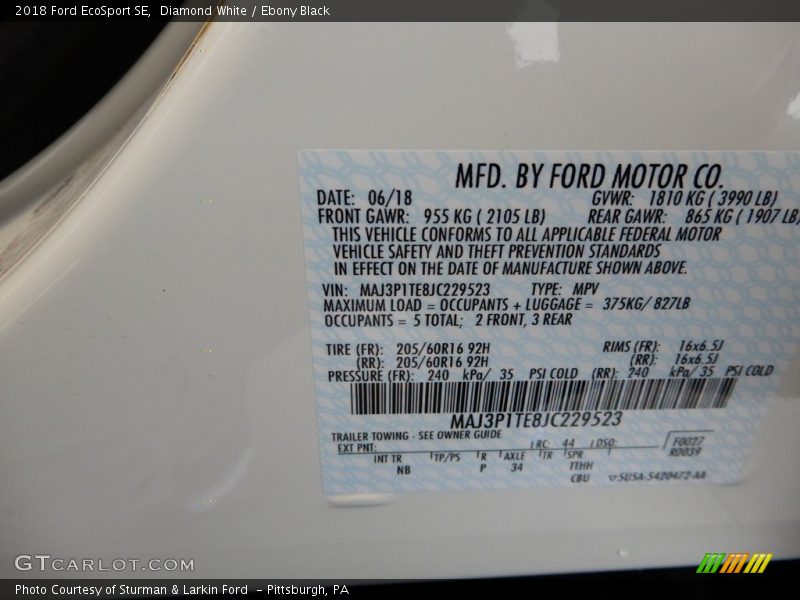 2018 Ford EcoSport SE, Diamond White / Ebony Black
MFD. BY FORD MOTOR CO.
DATE: 06/18 GVWR: 1810 KG ( 3990 LB)
FRONT GAWR: 955 KG ( 2105 LB) REAR GAWR: 865 KG ( 1907 LB)
THIS VEHICLE CONFORMS TO ALL APPLICABLE FEDERAL MOTOR
VEHICLE SAFETY AND THEFT PREVENTION STANDARDS
IN EFFECT ON THE DATE OF MANUFACTURE SHOWN ABOVE.
VIN: MAJ3P1TE8JC229523 TYPE: MPV
MAXIMUM LOAD = OCCUPANTS + LUGGAGE = 375KG/ 827LB
OCCUPANTS = 5 TOTAL; 2 FRONT, 3 REAR
TIRE (FR): 205/60R16 92H RIMS (FR): 16x6.5J
(RR): 205/60R16 92H (RR): 16x6.5J
PRESSURE (FR): 240 kPa/ 35 PSI COLD (RR): 240 kPa/ 35 PSI COLD
MAJ3P1TE8JC229523
TRAILER TOWING - SEE OWNER GUIDE
EXT PNT: RC: 44 DSO: F0027
R0039
INT TR TP/PS R AXLE TR SPR
NB P 34 TTHH
CBU 5U5A-5420472-AA
GTCARLOT.COM
Photo Courtesy of Sturman & Larkin Ford - Pittsburgh, PA